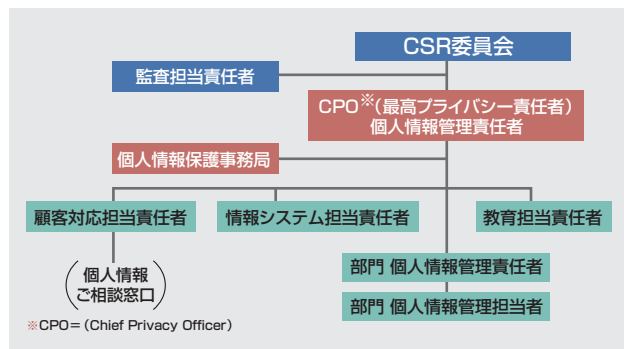 CSR委員会
監査担当責任者
CPO※(最高プライバシー責任者)
個人情報管理責任者
個人情報保護事務局
顧客対応担当責任者
情報システム担当責任者
教育担当責任者
個人情報
ご相談窓口
部門 個人情報管理責任者
部門 個人情報管理担当者
※CPO=(Chief Privacy Officer)